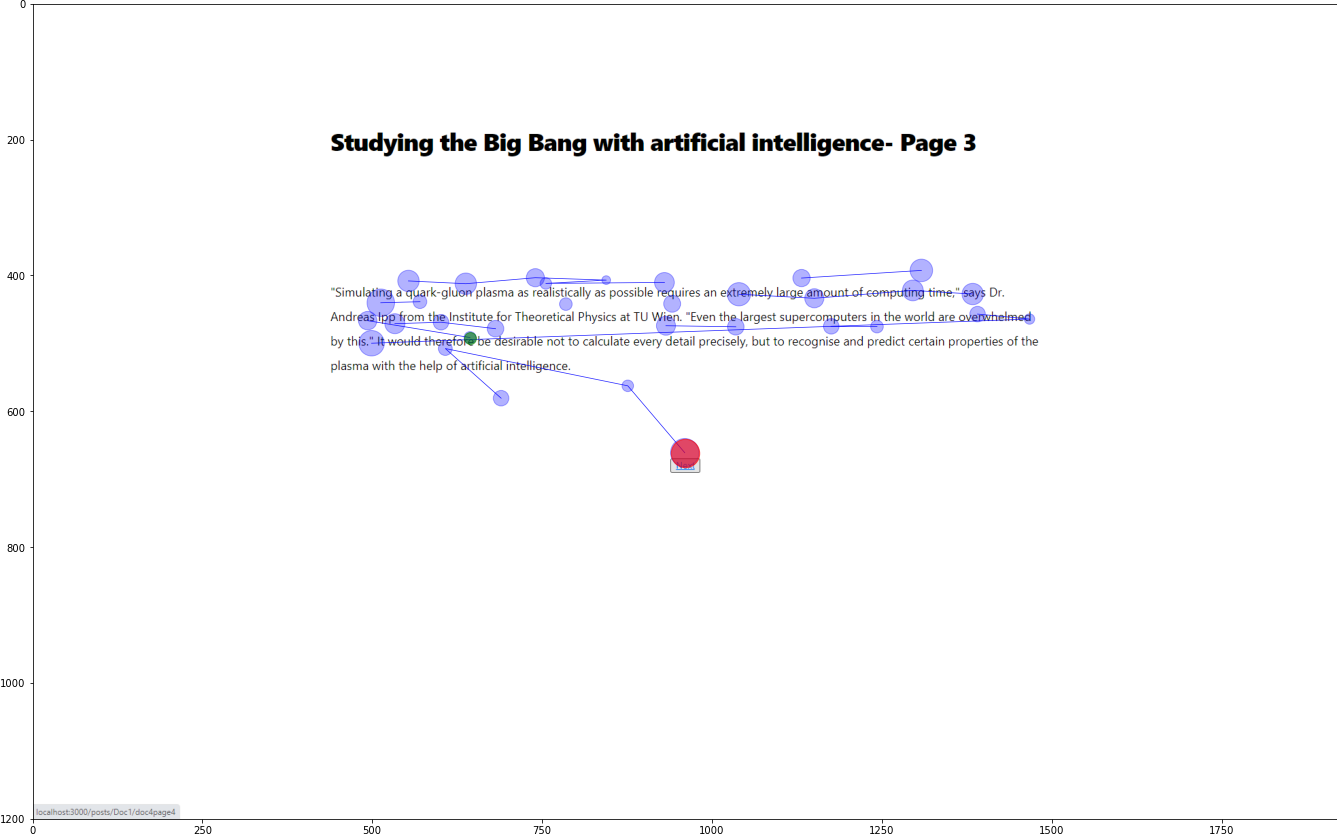 Studying the Big Bang with artificial intelligence- Page 3
"Simulating a quark-gluon plasma as realistically as possible requires an extremely large amount of computing time," says Dr.
Andreas Ipp from the Institute for Theoretical Physics at TU Wien. "Even the largest supercomputers in the world are overwhelmed
by this." It would therefore be desirable not to calculate every detail precisely, but to recognise and predict certain properties of the
plasma with the help of artificial intelligence.
localhost:3000/posts/Doc1/doc4page4
0
200
400
600
800
1000
1200
0 250 500 750 1000 1250 1500 1750